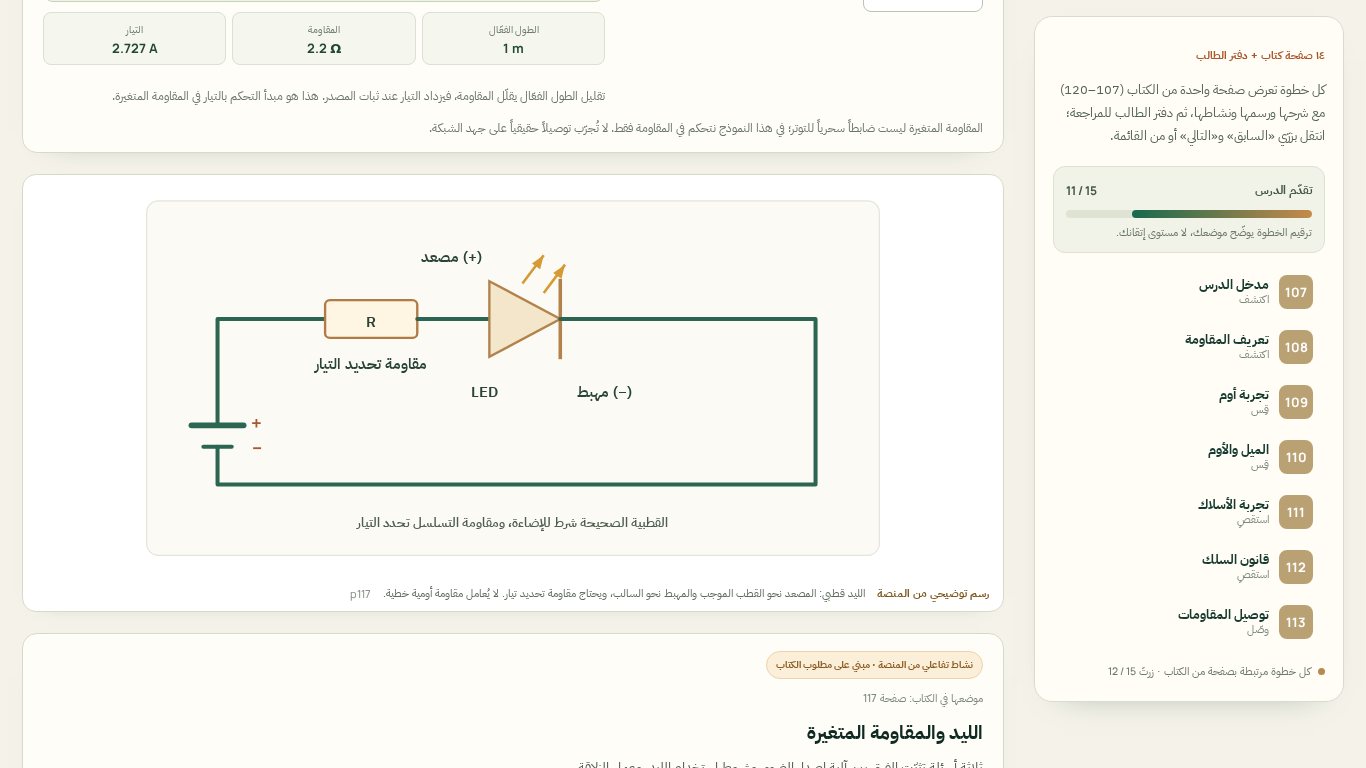 ١٤ صفحة كتاب + دفتر الطالب
كل خطوة تعرض صفحة واحدة من الكتاب (107–120)
مع شرحها ورسمها ونشاطها، ثم دفتر الطالب للمراجعة؛
انتقل بزرّي «السابق» و«التالي» أو من القائمة.
تقدّم الدرس
11 / 15
ترقيم الخطوة يوضّح موضعك، لا مستوى إتقانك.
107
مدخل الدرس
اكتشف
108
تعريف المقاومة
اكتشف
109
تجربة أوم
قِس
110
الميل والأوم
قِس
111
تجربة الأسلاك
استقصِ
112
قانون السلك
استقصِ
113
توصيل المقاومات
وصّل
كل خطوة مرتبطة بصفحة من الكتاب · زرتَ 12 / 15
الطول الفعّال
1 m
المقاومة
2.2 Ω
التيار
2.727 A
تقليل الطول الفعّال يقلّل المقاومة، فيزداد التيار عند ثبات المصدر. هذا هو مبدأ التحكم بالتيار في المقاومة المتغيرة.
المقاومة المتغيرة ليست ضابطاً سحرياً للتوتر؛ في هذا النموذج نتحكم في المقاومة فقط. لا تُجرّب توصيلاً حقيقياً على جهد الشبكة.
(+) مصعد
R
مقاومة تحديد التيار
LED
(−) مهبط
+
−
القطبية الصحيحة شرط للإضاءة، ومقاومة التسلسل تحدد التيار
رسم توضيحي من المنصة الليد قطبي: المصعد نحو القطب الموجب والمهبط نحو السالب، ويحتاج مقاومة تحديد تيار. لا يُعامل مقاومة أومية خطية. p117
نشاط تفاعلي من المنصة • مبني على مطلوب الكتاب
موضعها في الكتاب: صفحة 117
الليد والمقاومة المتغيرة